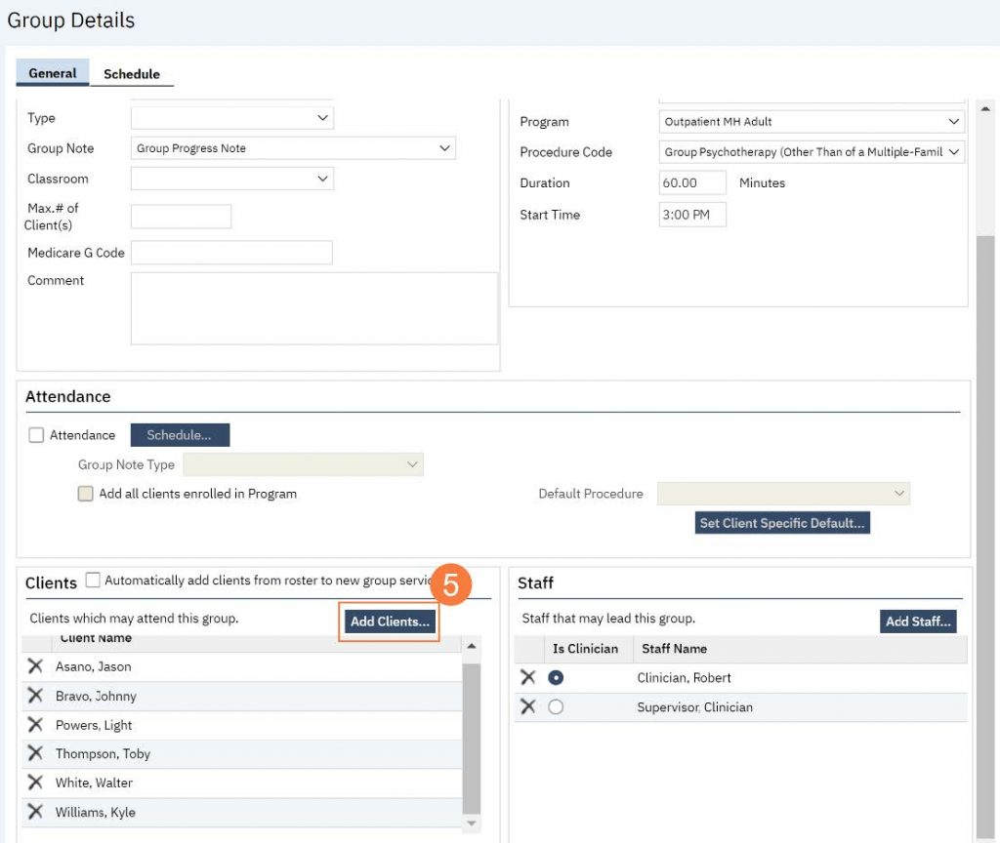 Group Details
General
Schedule
Type
Group Note
Group Progress Note
Classroom
Max.# of
Client(s)
Medicare G Code
Comment
Program
Outpatient MH Adult
Procedure Code
Group Psychotherapy (Other Than of a Multiple-Famil
Duration
60.00
Minutes
Start Time
3:00 PM
Attendance
Attendance
Schedule...
Group Note Type
Add all clients enrolled in Program
Default Procedure
Set Client Specific Default...
Clients
Automatically add clients from roster to new group servic
5
Clients which may attend this group.
Add Clients...
Client Name
Asano, Jason
Bravo, Johnny
Powers, Light
Thompson, Toby
White, Walter
Williams, Kyle
Staff
Staff that may lead this group.
Add Staff...
Is Clinician
Staff Name
Clinician, Robert
Supervisor, Clinician